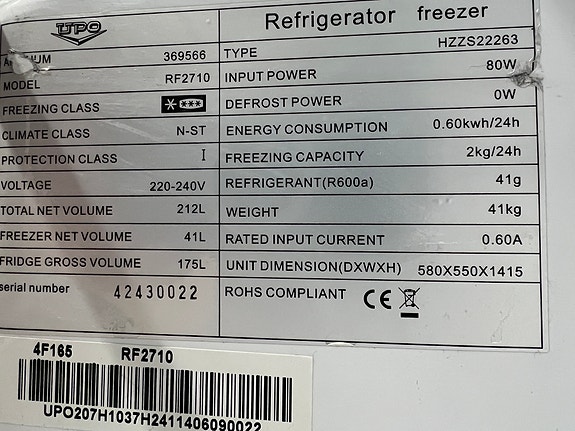 UPO
Refrigerator freezer
369566
TYPE HZZS22263
MODEL RF2710
INPUT POWER 80W
FREEZING CLASS
DEFROST POWER 0W
CLIMATE CLASS N-ST
ENERGY CONSUMPTION 0.60kwh/24h
PROTECTION CLASS I
FREEZING CAPACITY 2kg/24h
VOLTAGE 220-240V
REFRIGERANT(R600a) 41g
TOTAL NET VOLUME 212L
WEIGHT 41kg
FREEZER NET VOLUME 41L
RATED INPUT CURRENT 0.60A
FRIDGE GROSS VOLUME 175L
UNIT DIMENSION(DXWXH) 580X550X1415
serial number 42430022
ROHS COMPLIANT CE
4F165 RF2710
UPO207H1037H2411406090022